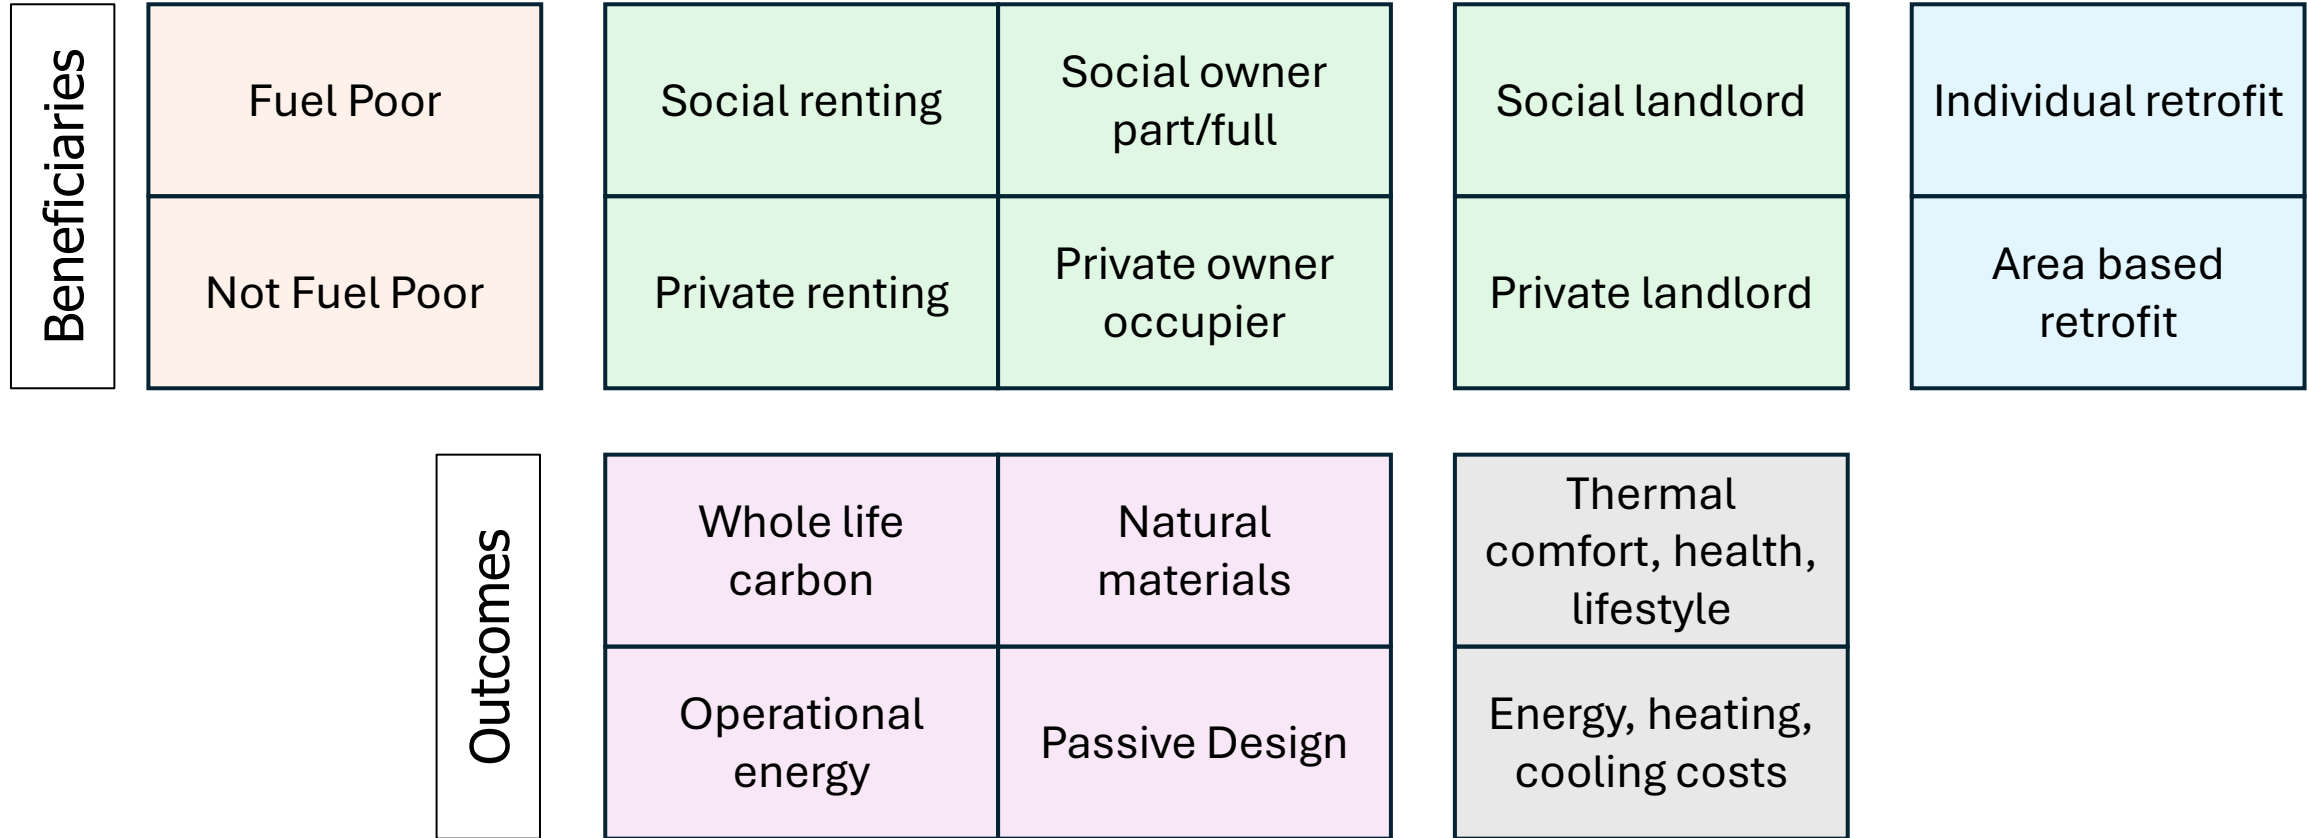 Beneficiaries
Fuel Poor
Not Fuel Poor
Social renting
Social owner
part/full
Private renting
Private owner
occupier
Social landlord
Private landlord
Individual retrofit
Area based
retrofit
Outcomes
Whole life
carbon
Natural
materials
Operational
energy
Passive Design
Thermal
comfort, health,
lifestyle
Energy, heating,
cooling costs